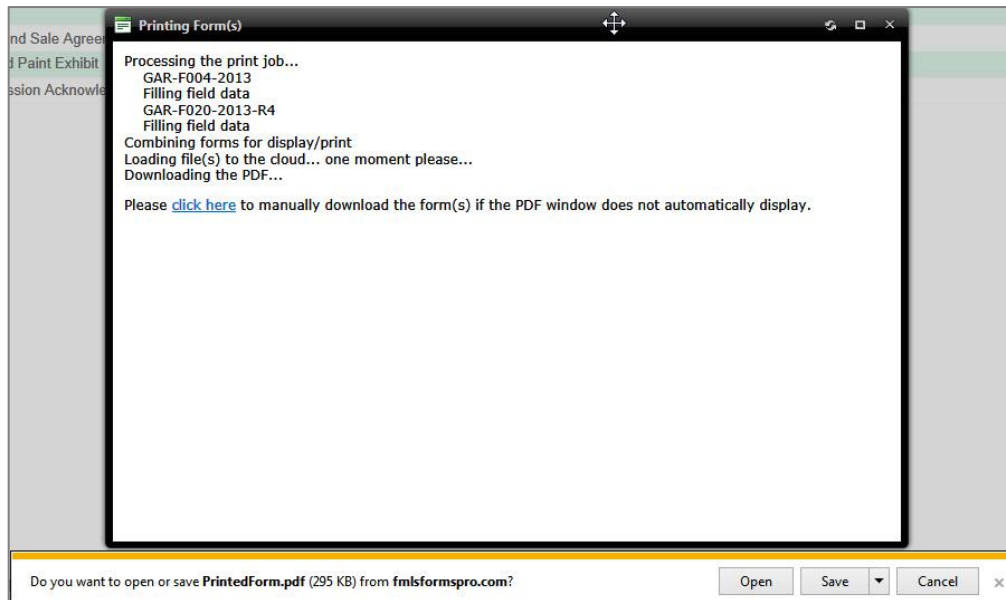 Printing Form(s)
nd Sale Agree
d Paint Exhibit
ssion Acknowle
Processing the print job...
GAR-F004-2013
Filling field data
GAR-F020-2013-R4
Filling field data
Combining forms for display/print
Loading file(s) to the cloud... one moment please...
Downloading the PDF...
Please click here to manually download the form(s) if the PDF window does not automatically display.
Do you want to open or save PrintedForm.pdf (295 KB) from fmlsformspro.com?
Open
Save
Cancel